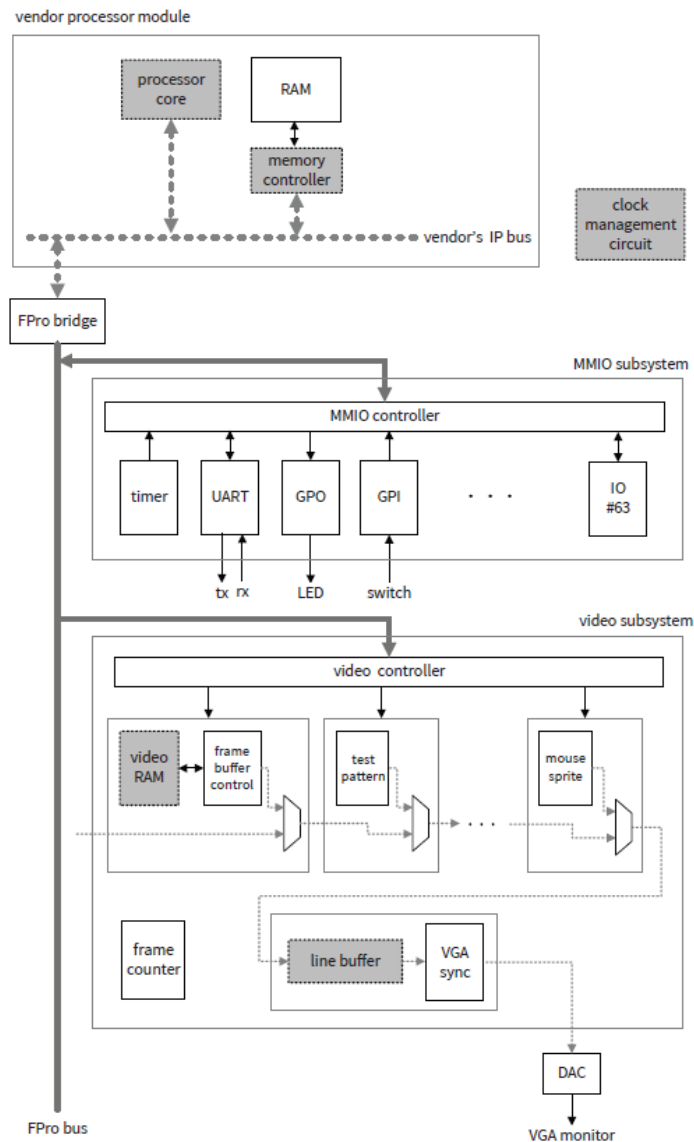 vendor processor module
processor
core
RAM
memory
controller
vendor's IP bus
clock
management
circuit
FPro bridge
MMIO subsystem
MMIO controller
timer
UART
GPO
GPI
. . .
IO
#63
tx
rx
LED
switch
video subsystem
video controller
video
RAM
frame
buffer
control
test
pattern
. . .
mouse
sprite
frame
counter
line buffer
VGA
sync
DAC
FPro bus
VGA monitor